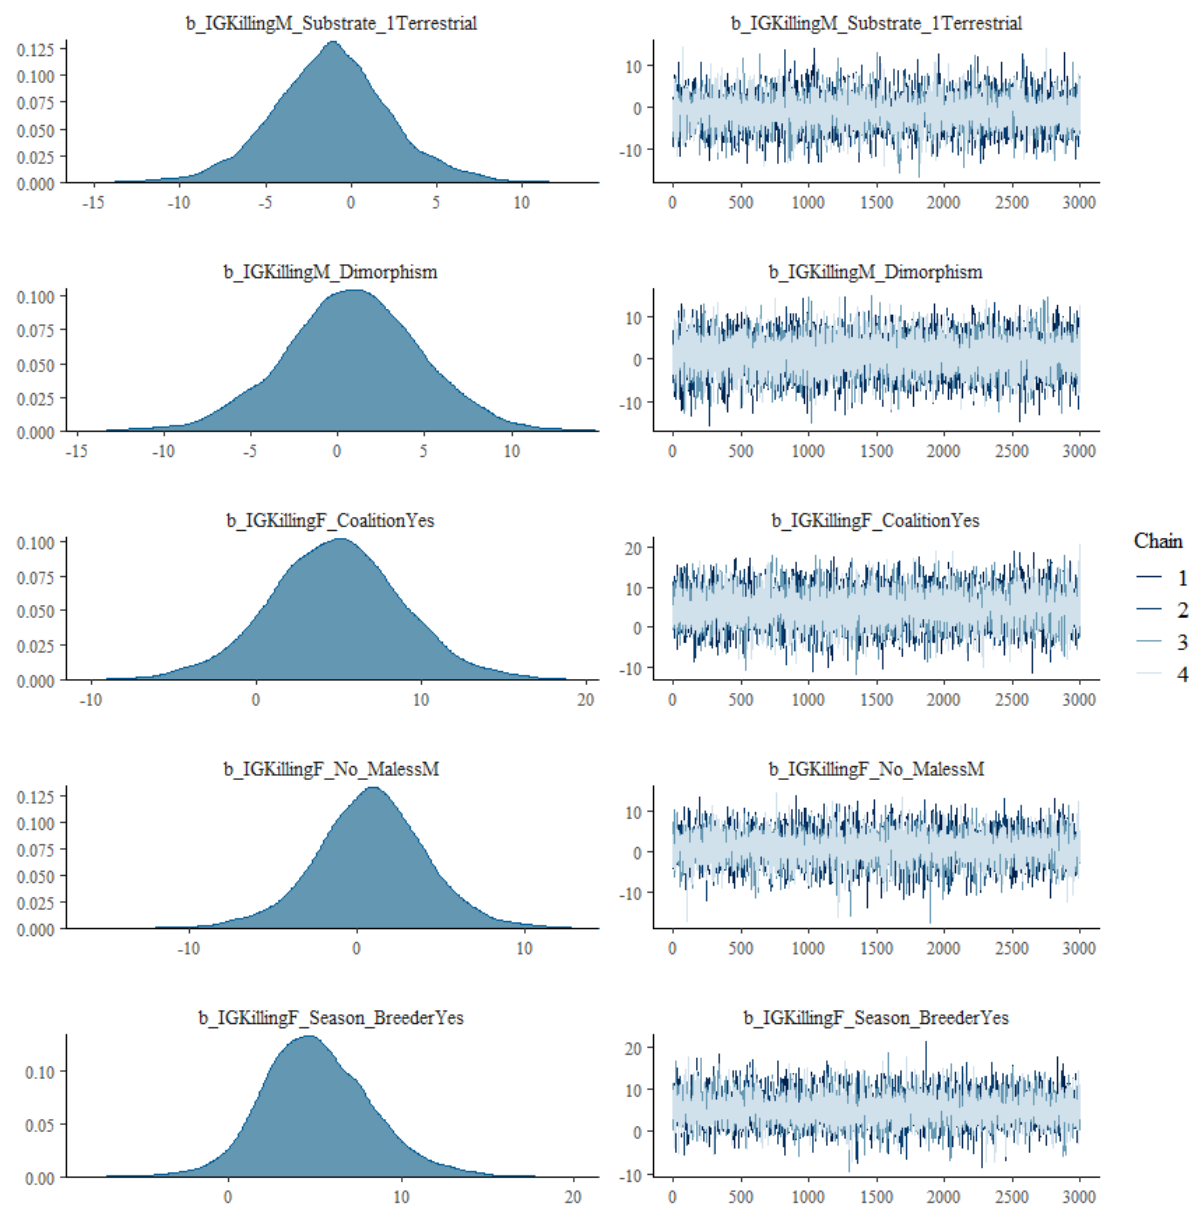 b_IGKillingM_Substrate_1Terrestrial b_IGKillingM_Substrate_1Terrestrial
0.125
0.100
0.075
0.050
0.025
0.000
-15 -10 -5 0 5 10
10
0
-10
0 500 1000 1500 2000 2500 3000
b_IGKillingM_Dimorphism b_IGKillingM_Dimorphism
0.100
0.075
0.050
0.025
0.000
-15 -10 -5 0 5 10
10
0
-10
0 500 1000 1500 2000 2500 3000
b_IGKillingF_CoalitionYes b_IGKillingF_CoalitionYes
0.100
0.075
0.050
0.025
0.000
-10 0 10 20
20
10
0
-10
0 500 1000 1500 2000 2500 3000
Chain
1
2
3
4
b_IGKillingF_No_MalessM b_IGKillingF_No_MalessM
0.125
0.100
0.075
0.050
0.025
0.000
-10 0 10
10
0
-10
0 500 1000 1500 2000 2500 3000
b_IGKillingF_Season_BreederYes b_IGKillingF_Season_BreederYes
0.10
0.05
0.00
0 10 20
20
10
0
-10
0 500 1000 1500 2000 2500 3000